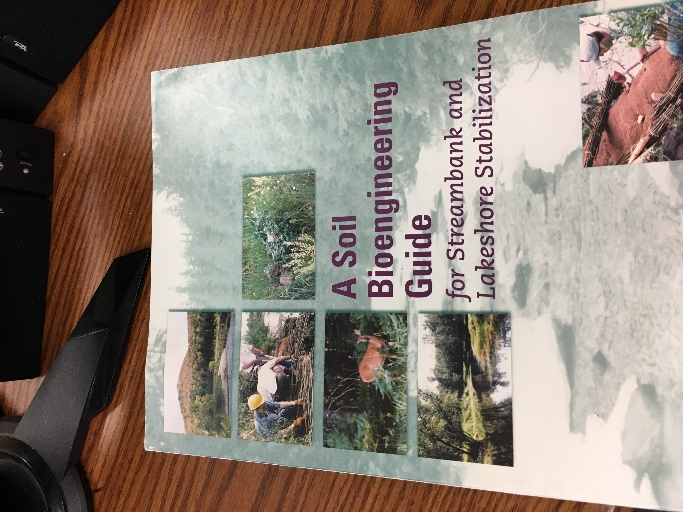 A Soil
Bioengineering
Guide
for Streambank and
Lakeshore Stabilization